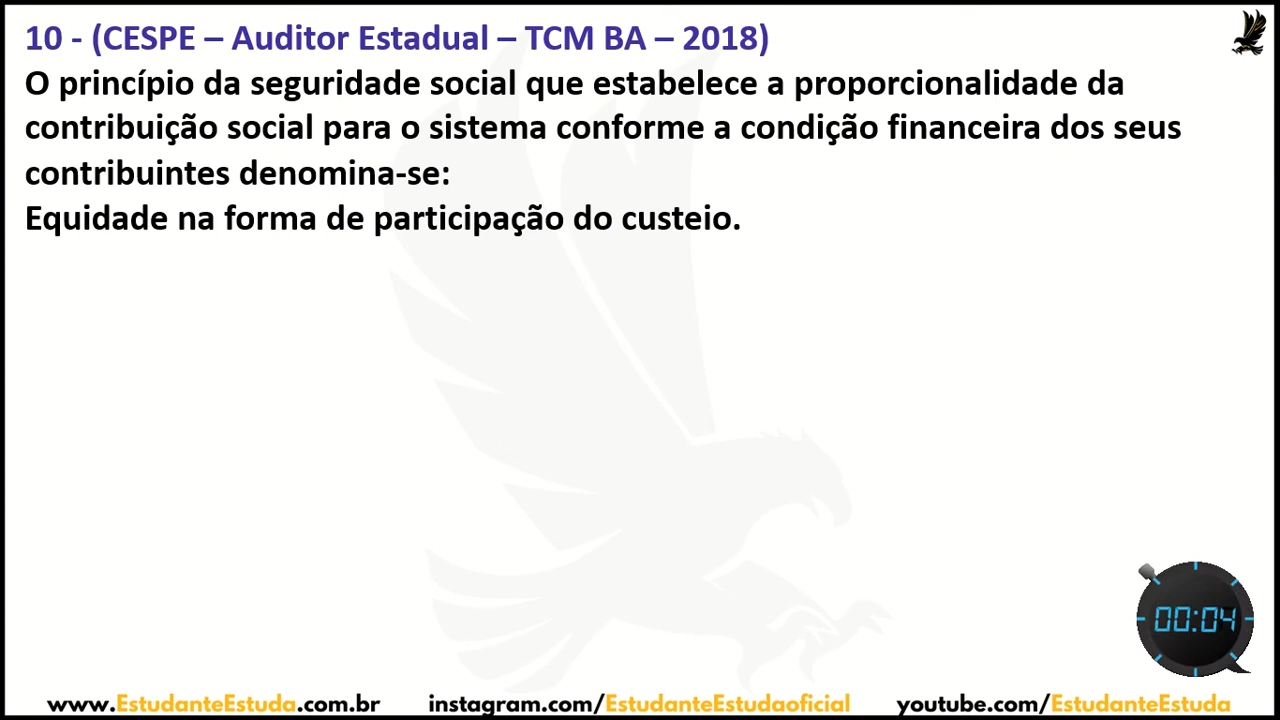 10 - (CESPE – Auditor Estadual – TCM BA – 2018)
O princípio da seguridade social que estabelece a proporcionalidade da
contribuição social para o sistema conforme a condição financeira dos seus
contribuintes denomina-se:
Equidade na forma de participação do custeio.
00:04
www.EstudanteEstuda.com.br instagram.com/EstudanteEstudaoficial youtube.com/EstudanteEstuda